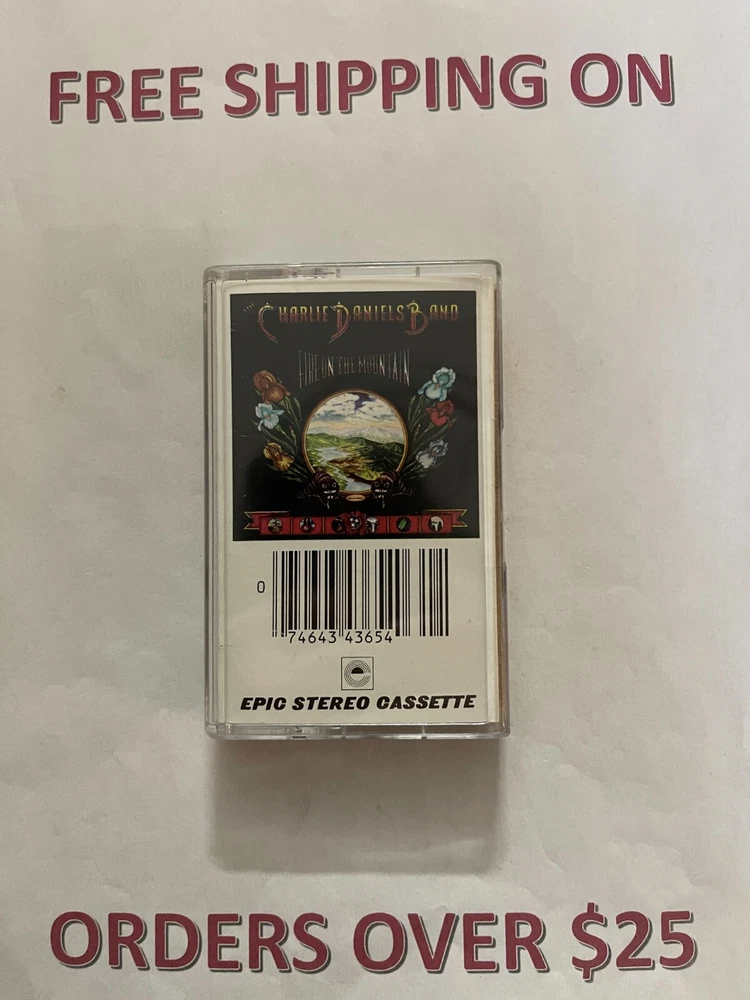 FREE SHIPPING ON
THE CHARLIE DANIELS BAND
FIRE ON THE MOUNTAIN
0
74643 43654
EPIC STEREO CASSETTE
ORDERS OVER $25